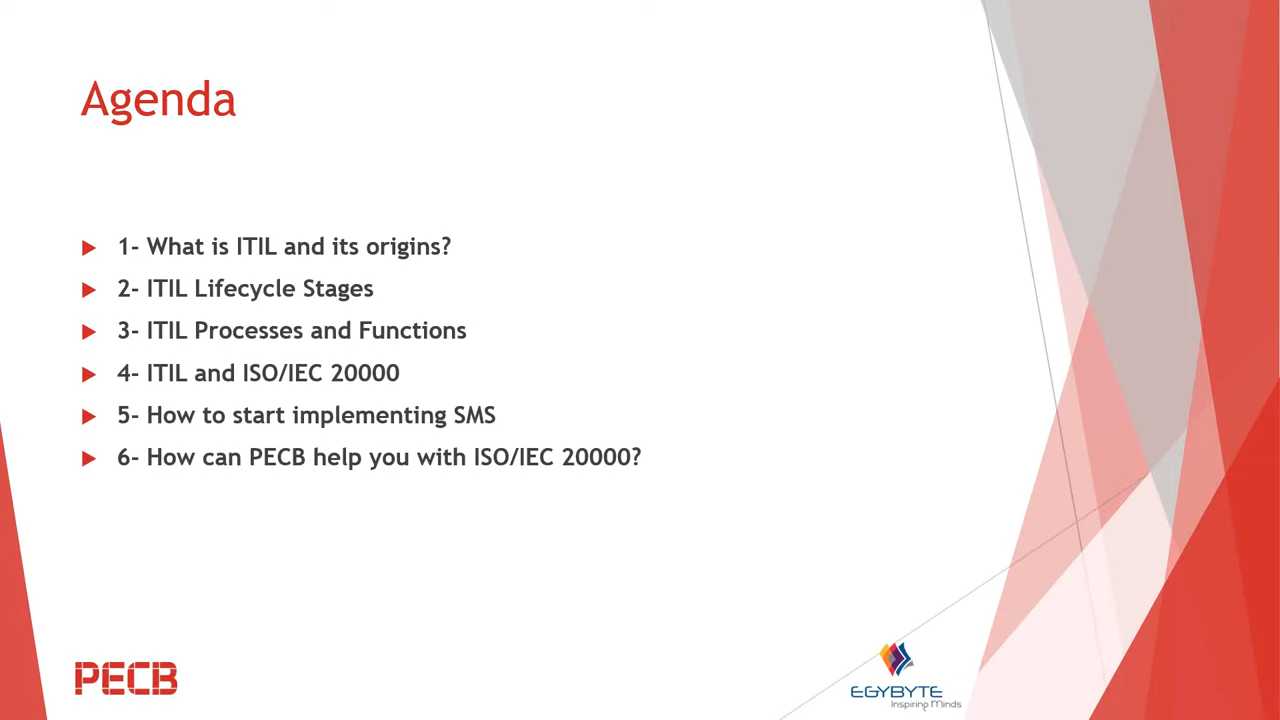 Agenda
1- What is ITIL and its origins?
2- ITIL Lifecycle Stages
3- ITIL Processes and Functions
4- ITIL and ISO/IEC 20000
5- How to start implementing SMS
6- How can PECB help you with ISO/IEC 20000?
PECB
EGYBYTE
Inspiring Minds